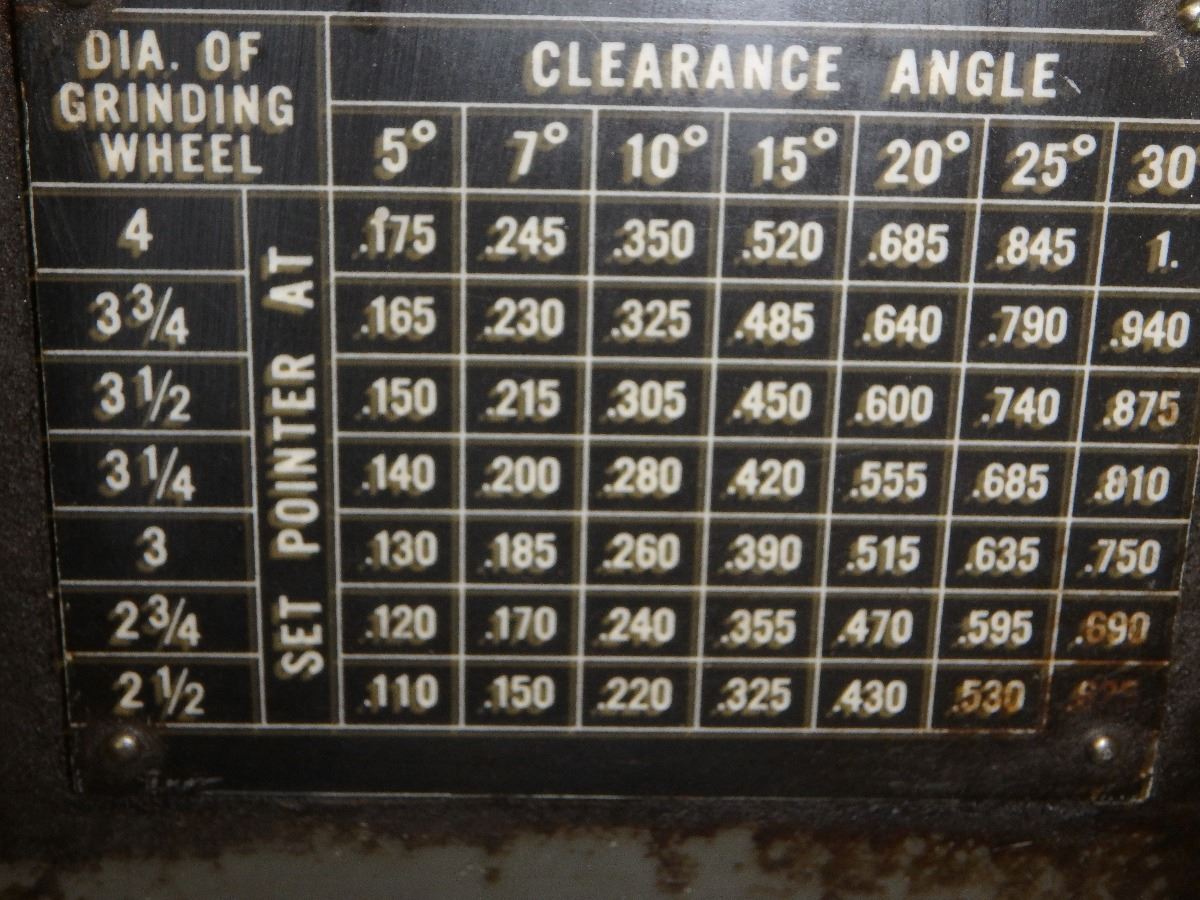 DIA. OF
GRINDING
WHEEL
CLEARANCE ANGLE
5° 7° 10° 15° 20° 25° 30
SET POINTER AT
4 .175 .245 .350 .520 .685 .845 1.
3 3/4 .165 .230 .325 .485 .640 .790 .940
3 1/2 .150 .215 .305 .450 .600 .740 .875
3 1/4 .140 .200 .280 .420 .555 .685 .810
3 .130 .185 .260 .390 .515 .635 .750
2 3/4 .120 .170 .240 .355 .470 .595 .690
2 1/2 .110 .150 .220 .325 .430 .530